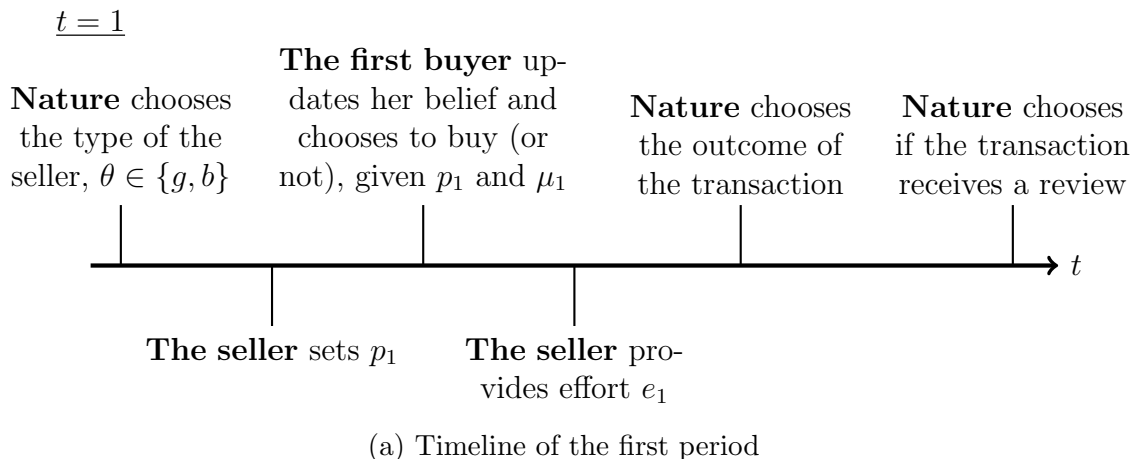 t = 1
Nature chooses
the type of the
seller, θ ∈ {g, b}
The first buyer up-
dates her belief and
chooses to buy (or
not), given p₁ and μ₁
Nature chooses
the outcome of
the transaction
Nature chooses
if the transaction
receives a review
t
The seller sets p₁
The seller pro-
vides effort e₁
(a) Timeline of the first period